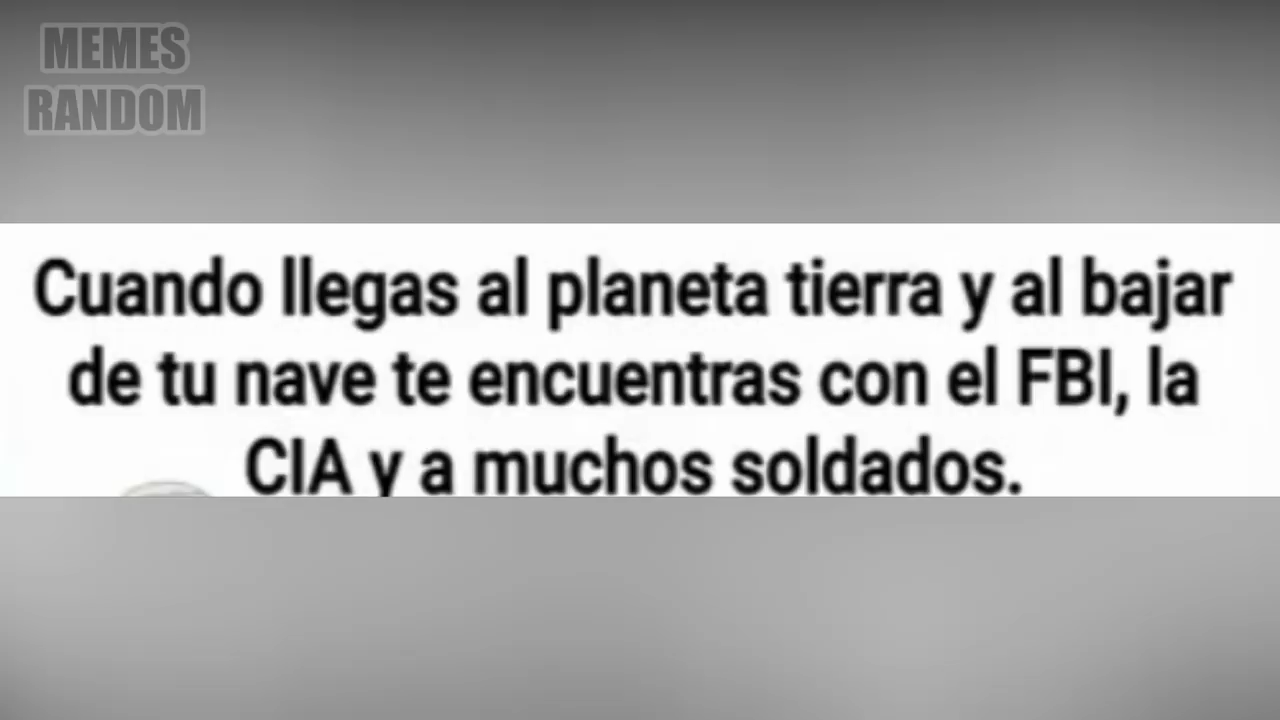 MEMES
RANDOM
Cuando llegas al planeta tierra y al bajar
de tu nave te encuentras con el FBI, la
CIA y a muchos soldados.